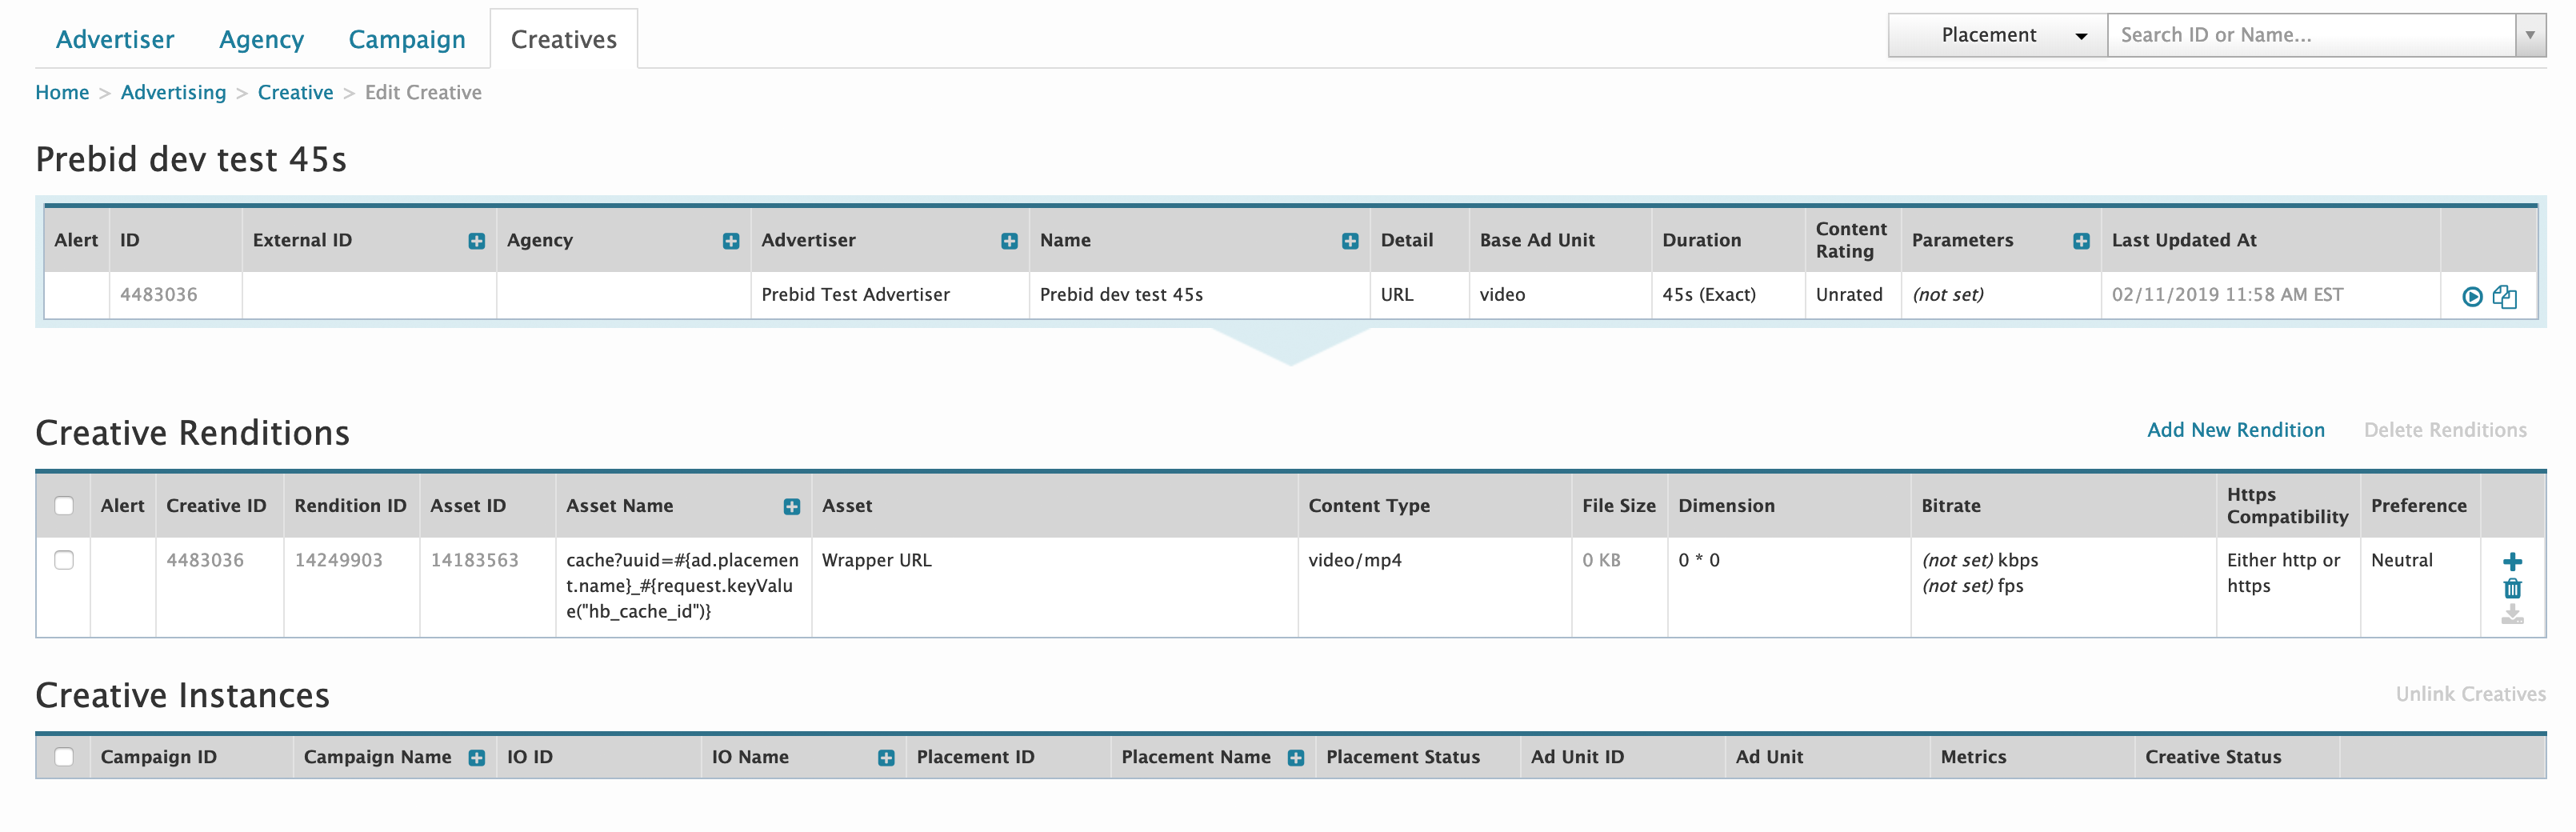 Advertiser Agency Campaign Creatives Placement Search ID or Name...
Home > Advertising > Creative > Edit Creative
Prebid dev test 45s
Alert ID External ID Agency Advertiser Name Detail Base Ad Unit Duration Content Rating Parameters Last Updated At
4483036 Prebid Test Advertiser Prebid dev test 45s URL video 45s (Exact) Unrated (not set) 02/11/2019 11:58 AM EST
Creative Renditions Add New Rendition Delete Renditions
Alert Creative ID Rendition ID Asset ID Asset Name Asset Content Type File Size Dimension Bitrate Https Compatibility Preference
4483036 14249903 14183563 cache?uuid=#{ad.placemen Wrapper URL video/mp4 0 KB 0 * 0 (not set) kbps Either http or Neutral
t.name}_#{request.keyValu (not set) fps https
e("hb_cache_id")}
Creative Instances Unlink Creatives
Campaign ID Campaign Name IO ID IO Name Placement ID Placement Name Placement Status Ad Unit ID Ad Unit Metrics Creative Status